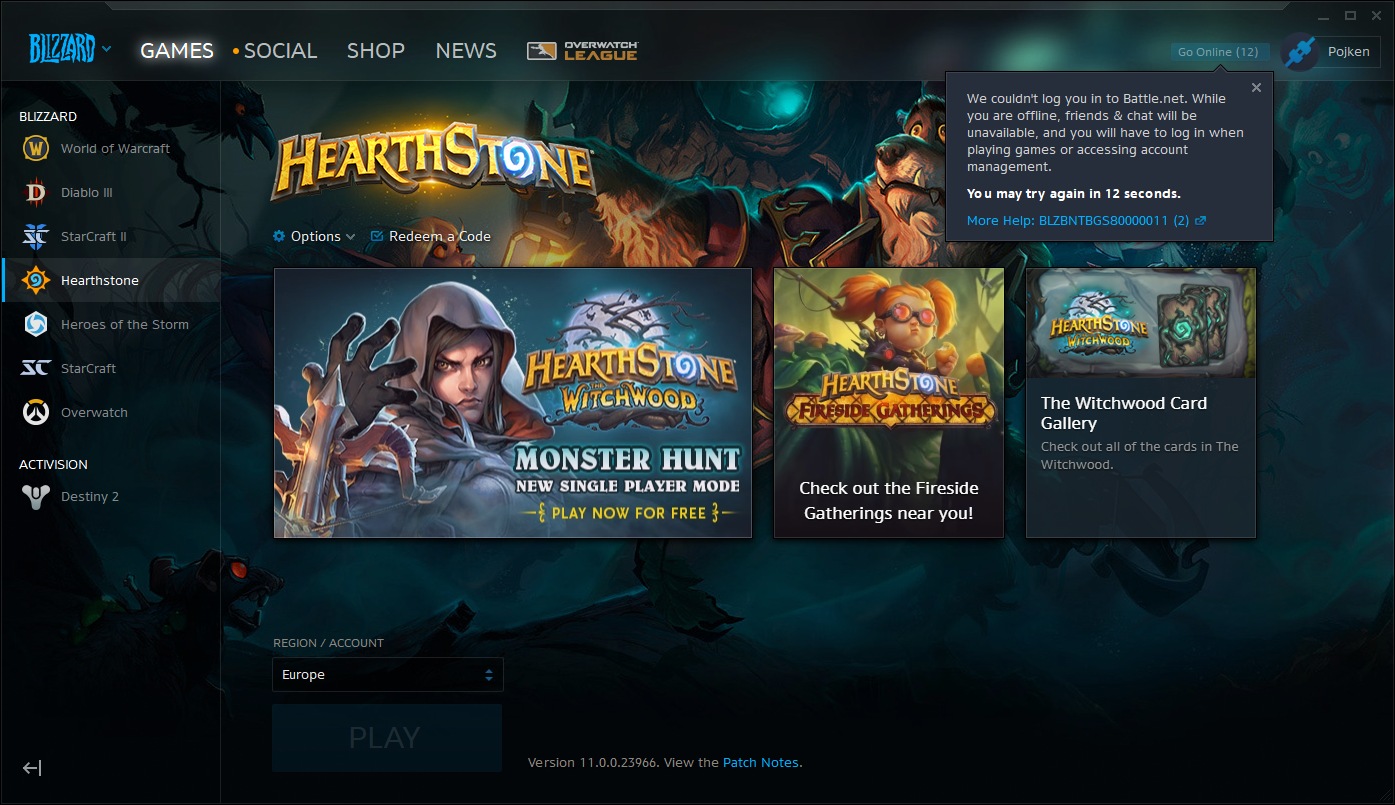 BLIZZARD
GAMES
SOCIAL
SHOP
NEWS
OVERWATCH
LEAGUE
Go Online (12)
Pojken
We couldn't log you in to Battle.net. While
you are offline, friends & chat will be
unavailable, and you will have to log in when
playing games or accessing account
management.
You may try again in 12 seconds.
More Help: BLZBNTBGS80000011 (2)
BLIZZARD
World of Warcraft
Diablo III
StarCraft II
Hearthstone
Heroes of the Storm
StarCraft
Overwatch
ACTIVISION
Destiny 2
HEARTHSTONE
Options
Redeem a Code
HEARTHSTONE
THE WITCHWOOD
MONSTER HUNT
NEW SINGLE PLAYER MODE
PLAY NOW FOR FREE
HEARTHSTONE
FIRESIDE GATHERINGS
Check out the Fireside
Gatherings near you!
HEARTHSTONE
THE WITCHWOOD
The Witchwood Card
Gallery
Check out all of the cards in The
Witchwood.
REGION / ACCOUNT
Europe
PLAY
Version 11.0.0.23966. View the Patch Notes.